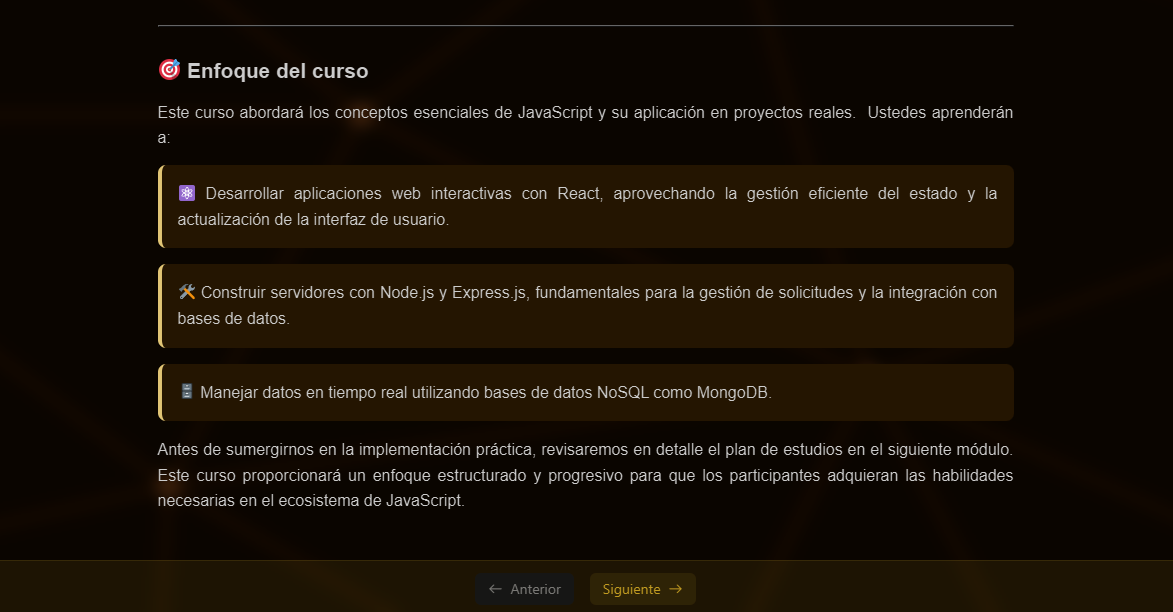 🎯 Enfoque del curso
Este curso abordará los conceptos esenciales de JavaScript y su aplicación en proyectos reales.  Ustedes aprenderán
a:
⚛️ Desarrollar aplicaciones web interactivas con React, aprovechando la gestión eficiente del estado y la
actualización de la interfaz de usuario.
🛠️ Construir servidores con Node.js y Express.js, fundamentales para la gestión de solicitudes y la integración con
bases de datos.
🗄️ Manejar datos en tiempo real utilizando bases de datos NoSQL como MongoDB.
Antes de sumergirnos en la implementación práctica, revisaremos en detalle el plan de estudios en el siguiente módulo.
Este curso proporcionará un enfoque estructurado y progresivo para que los participantes adquieran las habilidades
necesarias en el ecosistema de JavaScript.
← Anterior
Siguiente →